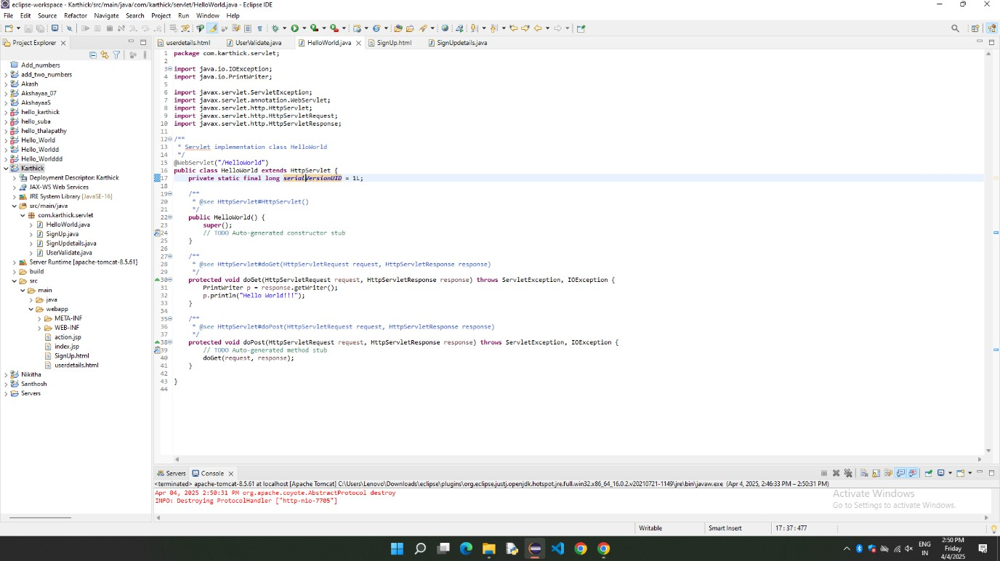 eclipse-workspace - Karthick/src/main/java/com/karthick/servlet/HelloWorld.java - Eclipse IDE
File Edit Source Refactor Navigate Search Project Run Window Help
Project Explorer
Add_numbers
add_two_numbers
Akash
Akshayaa_07
AkshayaaS
hello_karthick
hello_suba
hello_thalapathy
Hello_World
Hello_Worldd
Hello_Worlddd
Karthick
Deployment Descriptor: Karthick
JAX-WS Web Services
JRE System Library [JavaSE-16]
src/main/java
com.karthick.servlet
HelloWorld.java
SignUp.java
SignUpdetails.java
UserValidate.java
Server Runtime [apache-tomcat-8.5.61]
build
src
main
java
webapp
META-INF
WEB-INF
action.jsp
index.jsp
SignUp.html
userdetails.html
Nikitha
Santhosh
Servers
userdetails.html UserValidate.java HelloWorld.java SignUp.html SignUpdetails.java
1 package com.karthick.servlet;
2
3 import java.io.IOException;
4 import java.io.PrintWriter;
5
6 import javax.servlet.ServletException;
7 import javax.servlet.annotation.WebServlet;
8 import javax.servlet.http.HttpServlet;
9 import javax.servlet.http.HttpServletRequest;
10 import javax.servlet.http.HttpServletResponse;
11
12 /**
13 * Servlet implementation class HelloWorld
14 */
15 @WebServlet("/HelloWorld")
16 public class HelloWorld extends HttpServlet {
17 private static final long serialVersionUID = 1L;
18
19 /**
20 * @see HttpServlet#HttpServlet()
21 */
22 public HelloWorld() {
23 super();
24 // TODO Auto-generated constructor stub
25 }
26
27 /**
28 * @see HttpServlet#doGet(HttpServletRequest request, HttpServletResponse response)
29 */
30 protected void doGet(HttpServletRequest request, HttpServletResponse response) throws ServletException, IOException {
31 PrintWriter p = response.getWriter();
32 p.println("Hello World!!!");
33 }
34
35 /**
36 * @see HttpServlet#doPost(HttpServletRequest request, HttpServletResponse response)
37 */
38 protected void doPost(HttpServletRequest request, HttpServletResponse response) throws ServletException, IOException {
39 // TODO Auto-generated method stub
40 doGet(request, response);
41 }
42
43 }
44
Servers Console
<terminated> apache-tomcat-8.5.61 at localhost [Apache Tomcat] C:\Users\Lenovo\Downloads\eclipse\plugins\org.eclipse.justj.openjdk.hotspot.jre.full.win32.x86_64_16.0.2.v20210721-1149\jre\bin\javaw.exe (Apr 4, 2025, 2:46:33 PM – 2:50:31 PM)
Apr 04, 2025 2:50:31 PM org.apache.coyote.AbstractProtocol destroy
INFO: Destroying ProtocolHandler ["http-nio-7705"]
Activate Windows
Go to Settings to activate Windows.
Writable Smart Insert 17 : 37 : 477
ENG
IN
2:50 PM
Friday
4/4/2025